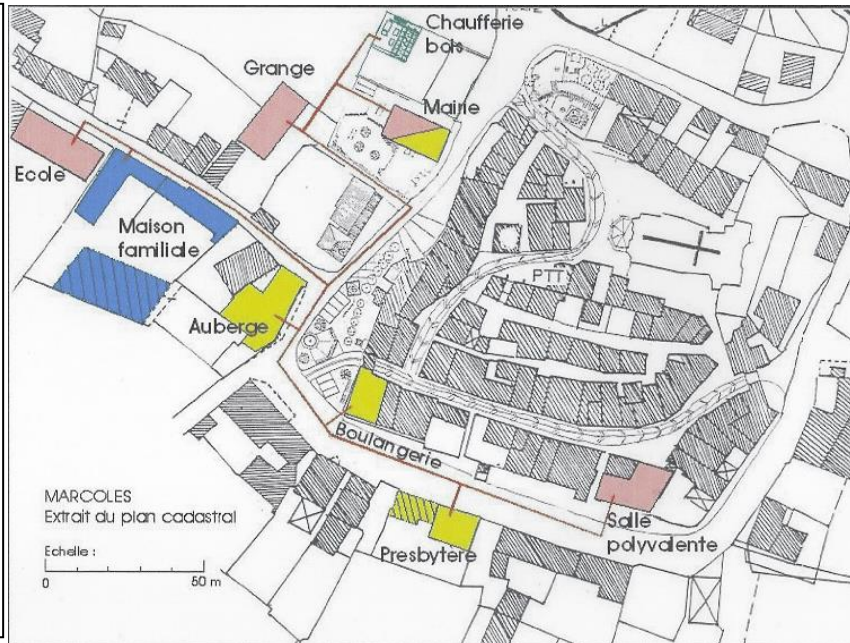 Chaufferie
bois
Grange
Mairie
Ecole
Maison
familiale
PTT
Auberge
Boulangerie
MARCOLES
Extrait du plan cadastral
Echelle :
0 50 m
Salle
polyvalente
Presbytère